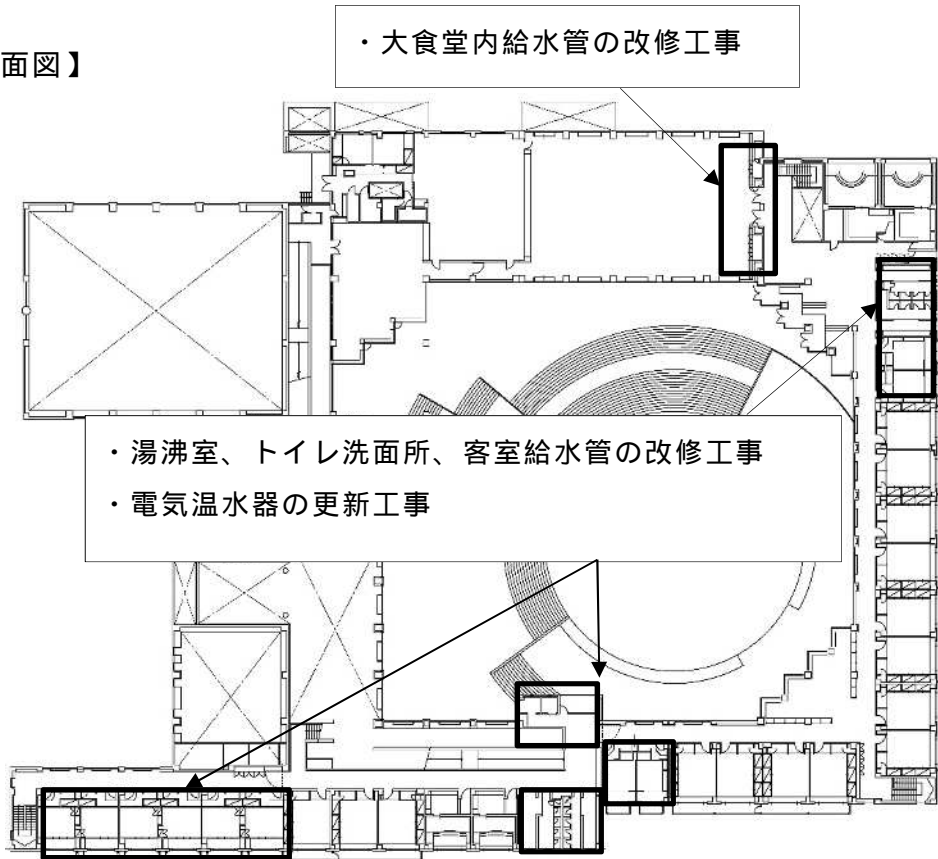 ・大食堂内給水管の改修工事
面図】
・湯沸室、トイレ洗面所、客室給水管の改修工事
・電気温水器の更新工事